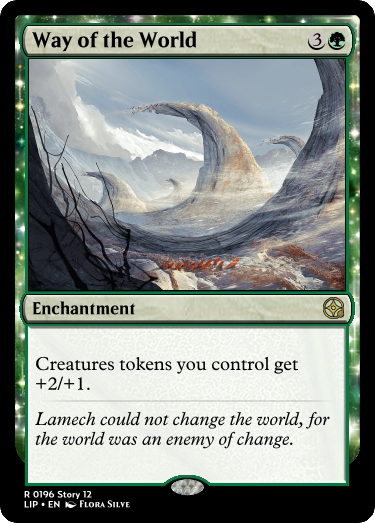 Way of the World 3
Enchantment
Creatures tokens you control get
+2/+1.
Lamech could not change the world, for
the world was an enemy of change.
R 0196 Story 12
LIP • EN Flora Silve